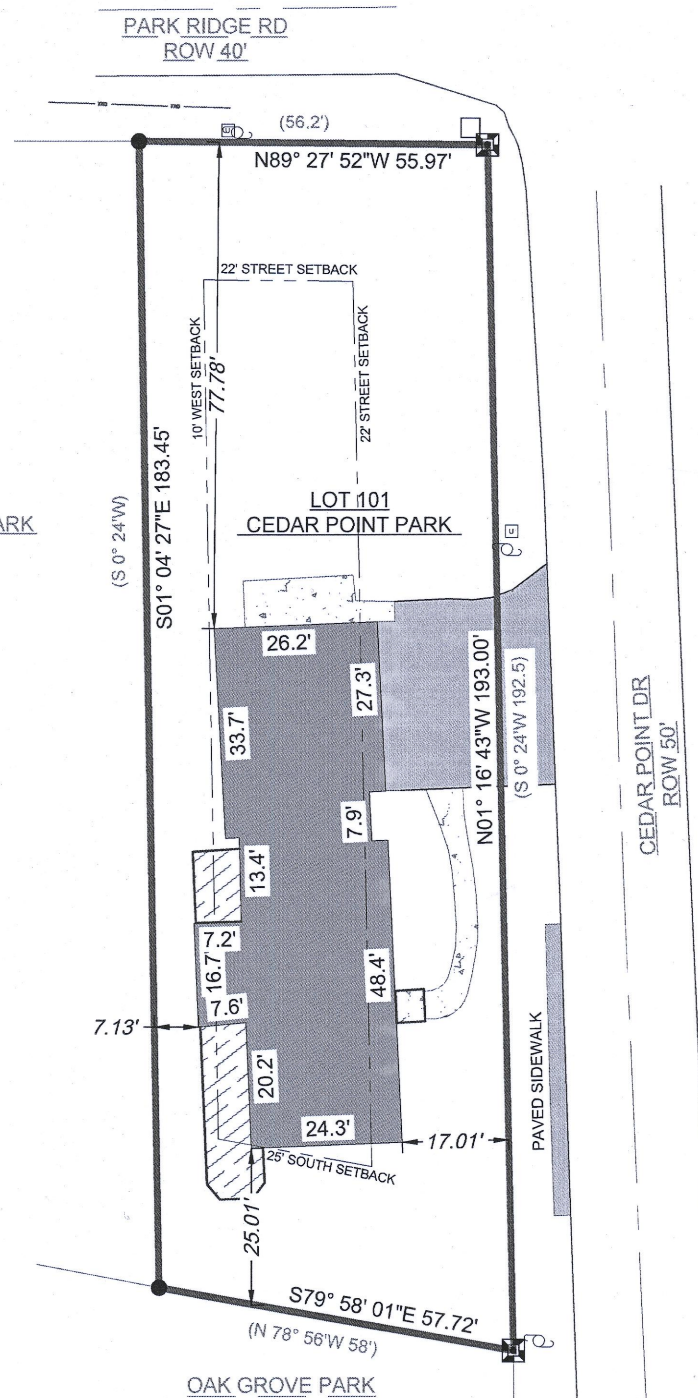 PARK RIDGE RD
ROW 40'
(56.2')
N89° 27' 52"W 55.97'
22' STREET SETBACK
10' WEST SETBACK
77.78'
22' STREET SETBACK
S01° 04' 27"E 183.45'
(S 0° 24'W)
LOT 101
CEDAR POINT PARK
ARK
26.2'
27.3'
33.7'
N01° 16' 43"W 193.00'
(S 0° 24'W 192.5)
CEDAR POINT DR
ROW 50'
7.9'
13.4'
7.2'
16.7'
7.6'
48.4'
7.13'
20.2'
24.3'
17.01'
PAVED SIDEWALK
25' SOUTH SETBACK
25.01'
S79° 58' 01"E 57.72'
(N 78° 56'W 58')
OAK GROVE PARK